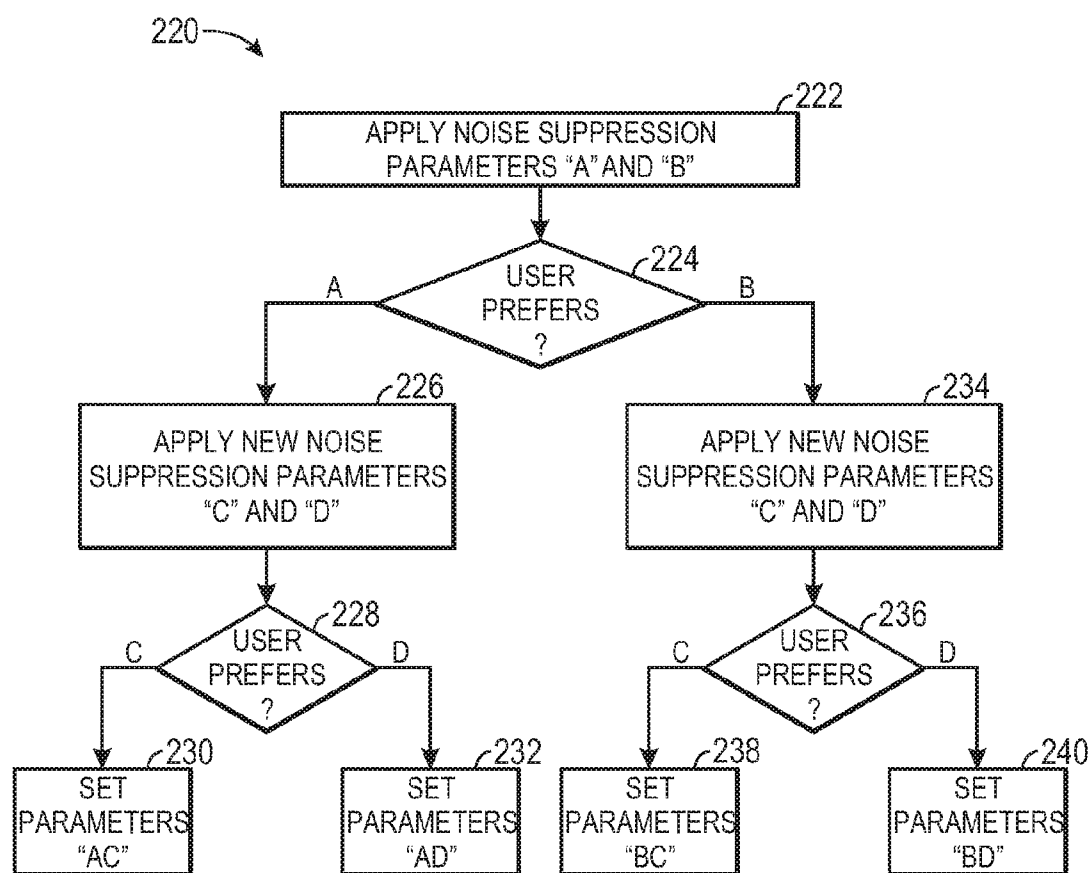 220
222
APPLY NOISE SUPPRESSION
PARAMETERS "A" AND "B"
224
A
USER
PREFERS
?
B
226
APPLY NEW NOISE
SUPPRESSION PARAMETERS
"C" AND "D"
234
APPLY NEW NOISE
SUPPRESSION PARAMETERS
"C" AND "D"
228
C
USER
PREFERS
?
D
236
C
USER
PREFERS
?
D
230
SET
PARAMETERS
"AC"
232
SET
PARAMETERS
"AD"
238
SET
PARAMETERS
"BC"
240
SET
PARAMETERS
"BD"